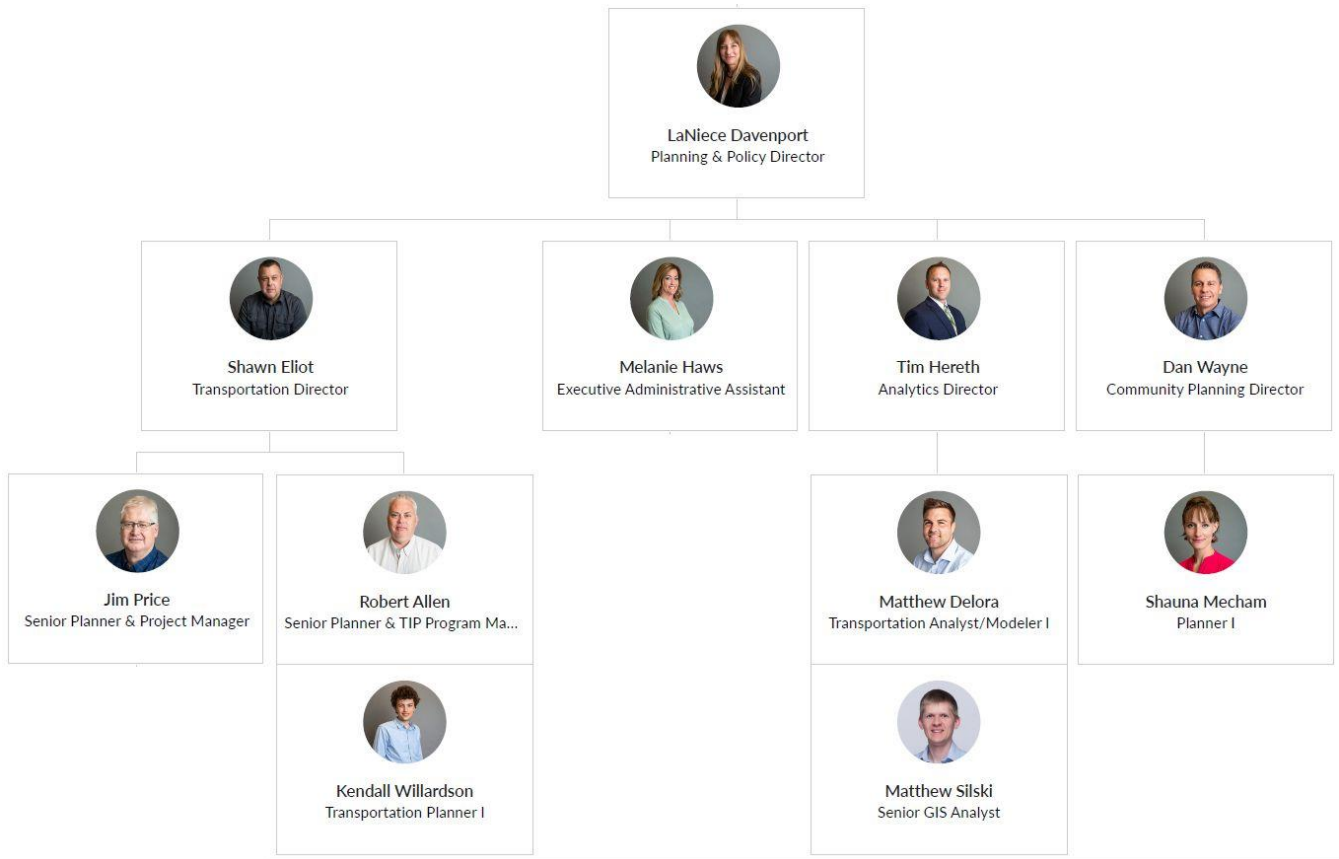 LaNiece Davenport
Planning & Policy Director
Shawn Eliot
Transportation Director
Melanie Haws
Executive Administrative Assistant
Tim Hereth
Analytics Director
Dan Wayne
Community Planning Director
Jim Price
Senior Planner & Project Manager
Robert Allen
Senior Planner & TIP Program Ma...
Matthew Delora
Transportation Analyst/Modeler I
Shauna Mecham
Planner I
Kendall Willardson
Transportation Planner I
Matthew Silski
Senior GIS Analyst